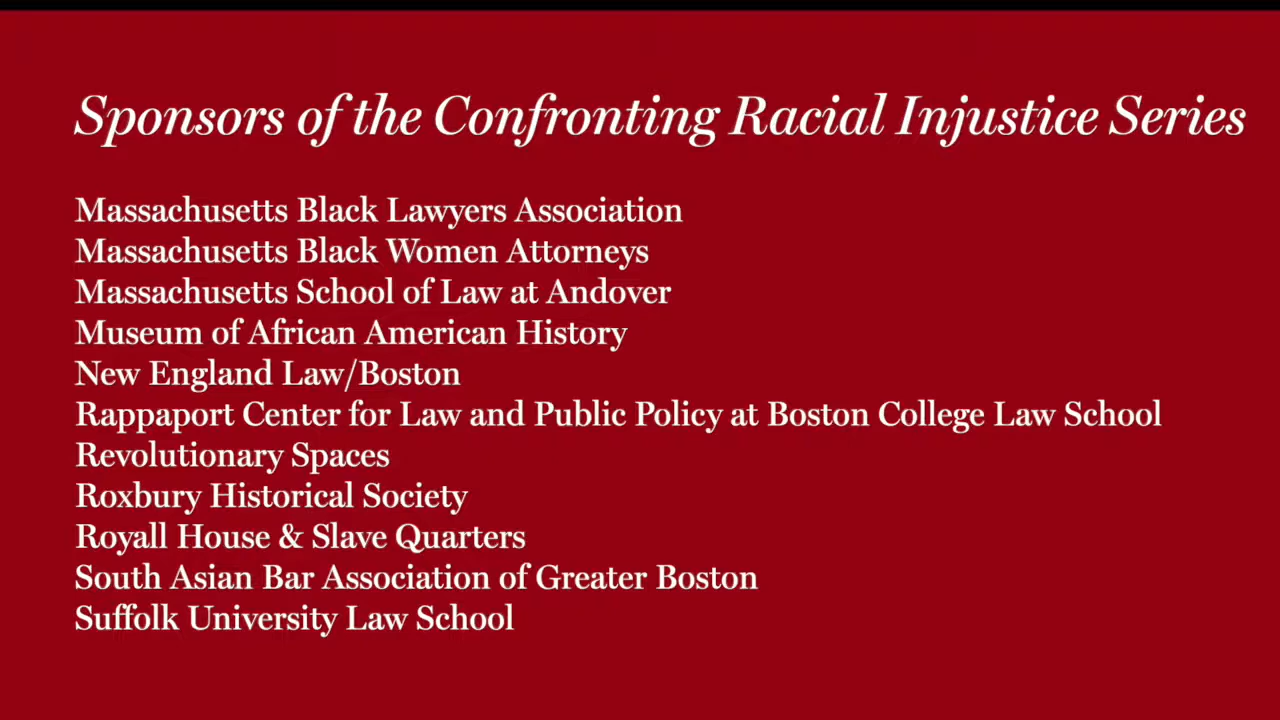 Sponsors of the Confronting Racial Injustice Series
Massachusetts Black Lawyers Association
Massachusetts Black Women Attorneys
Massachusetts School of Law at Andover
Museum of African American History
New England Law/Boston
Rappaport Center for Law and Public Policy at Boston College Law School
Revolutionary Spaces
Roxbury Historical Society
Royall House & Slave Quarters
South Asian Bar Association of Greater Boston
Suffolk University Law School